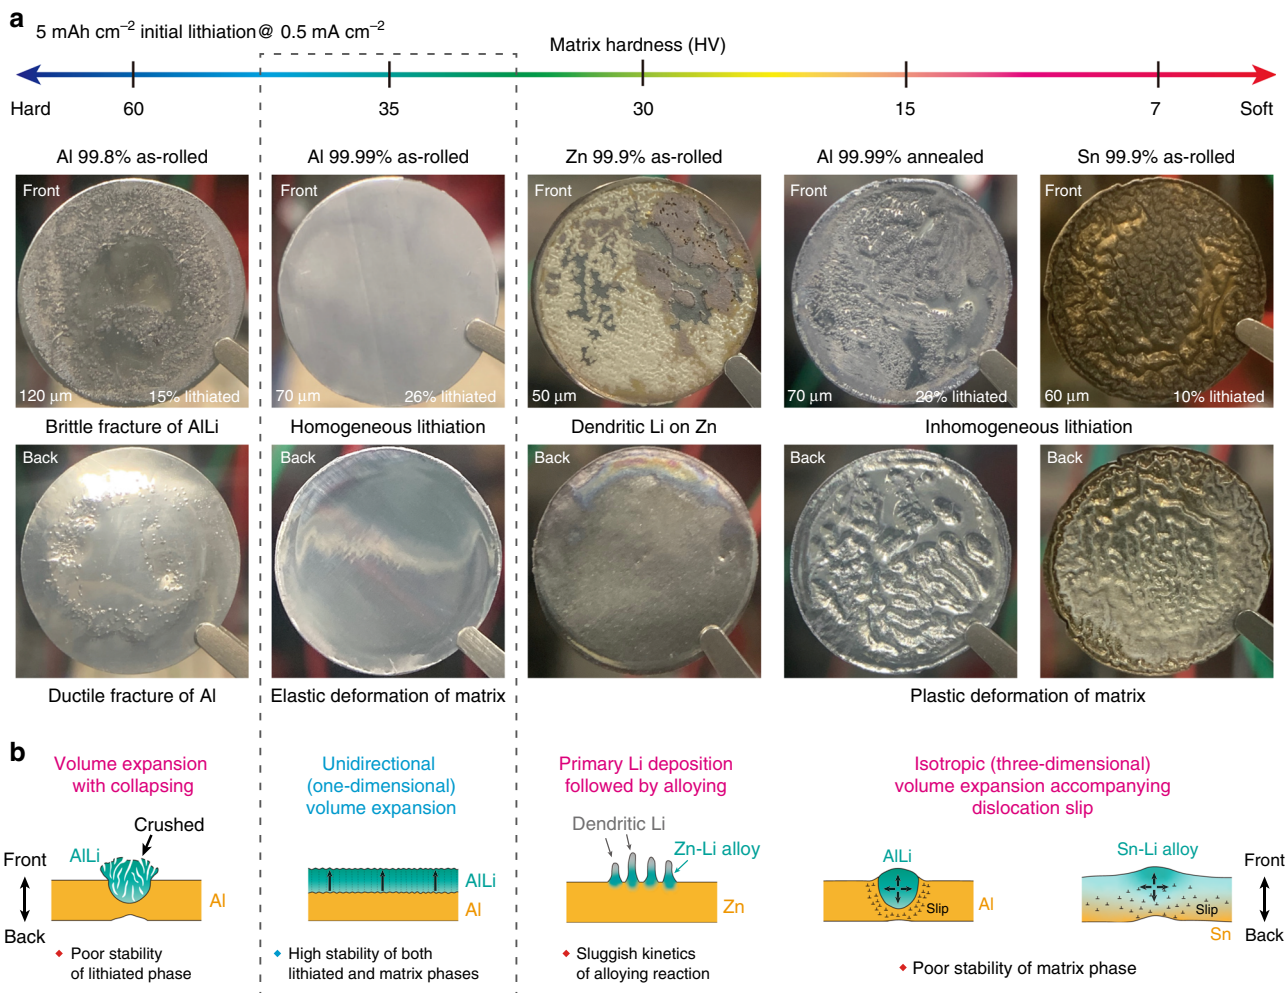 a
5 mAh cm−2 initial lithiation@ 0.5 mA cm−2
Matrix hardness (HV)
Hard 60 35 30 15 7 Soft
Al 99.8% as-rolled
Al 99.99% as-rolled
Zn 99.9% as-rolled
Al 99.99% annealed
Sn 99.9% as-rolled
Front
120 μm 15% lithiated
Front
70 μm 26% lithiated
Front
50 μm
Front
70 μm 26% lithiated
Front
60 μm 10% lithiated
Brittle fracture of AlLi
Homogeneous lithiation
Dendritic Li on Zn
Inhomogeneous lithiation
Back
Back
Back
Back
Back
Ductile fracture of Al
Elastic deformation of matrix
Plastic deformation of matrix
b
Volume expansion
with collapsing
Crushed
AlLi
Front
Back
Al
Poor stability
of lithiated phase
Unidirectional
(one-dimensional)
volume expansion
AlLi
Al
High stability of both
lithiated and matrix phases
Primary Li deposition
followed by alloying
Dendritic Li
Zn-Li alloy
Zn
Sluggish kinetics
of alloying reaction
Isotropic (three-dimensional)
volume expansion accompanying
dislocation slip
AlLi
Slip
Al
Sn-Li alloy
Slip
Sn
Front
Back
Poor stability of matrix phase